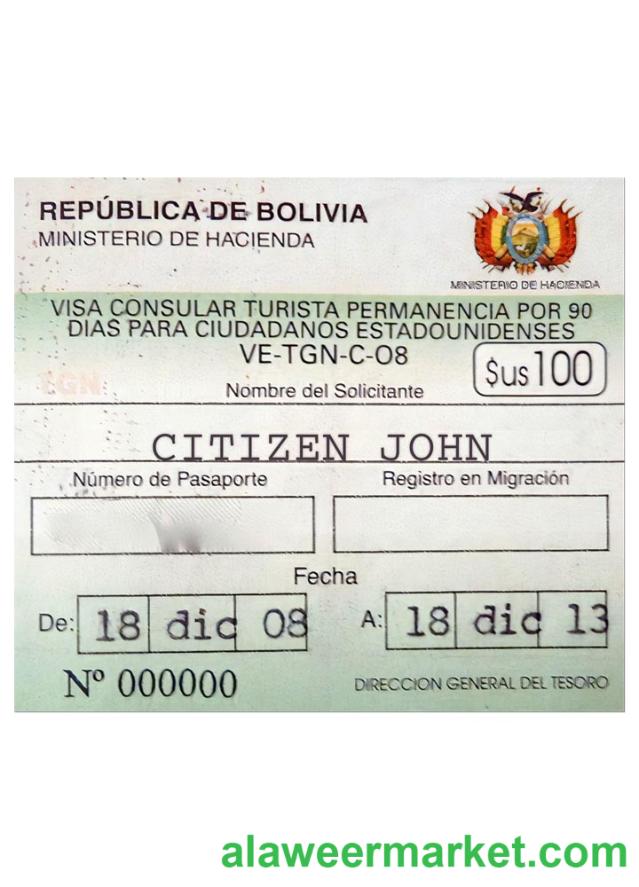 REPÚBLICA DE BOLIVIA
MINISTERIO DE HACIENDA
MINISTERIO DE HACIENDA
VISA CONSULAR TURISTA PERMANENCIA POR 90
DIAS PARA CIUDADANOS ESTADOUNIDENSES
VE-TGN-C-08
$us 100
TGN
Nombre del Solicitante
CITIZEN JOHN
Número de Pasaporte
Registro en Migración
Fecha
De: 18 dic 08
A: 18 dic 13
Nº 000000
DIRECCION GENERAL DEL TESORO
alaweermarket.com